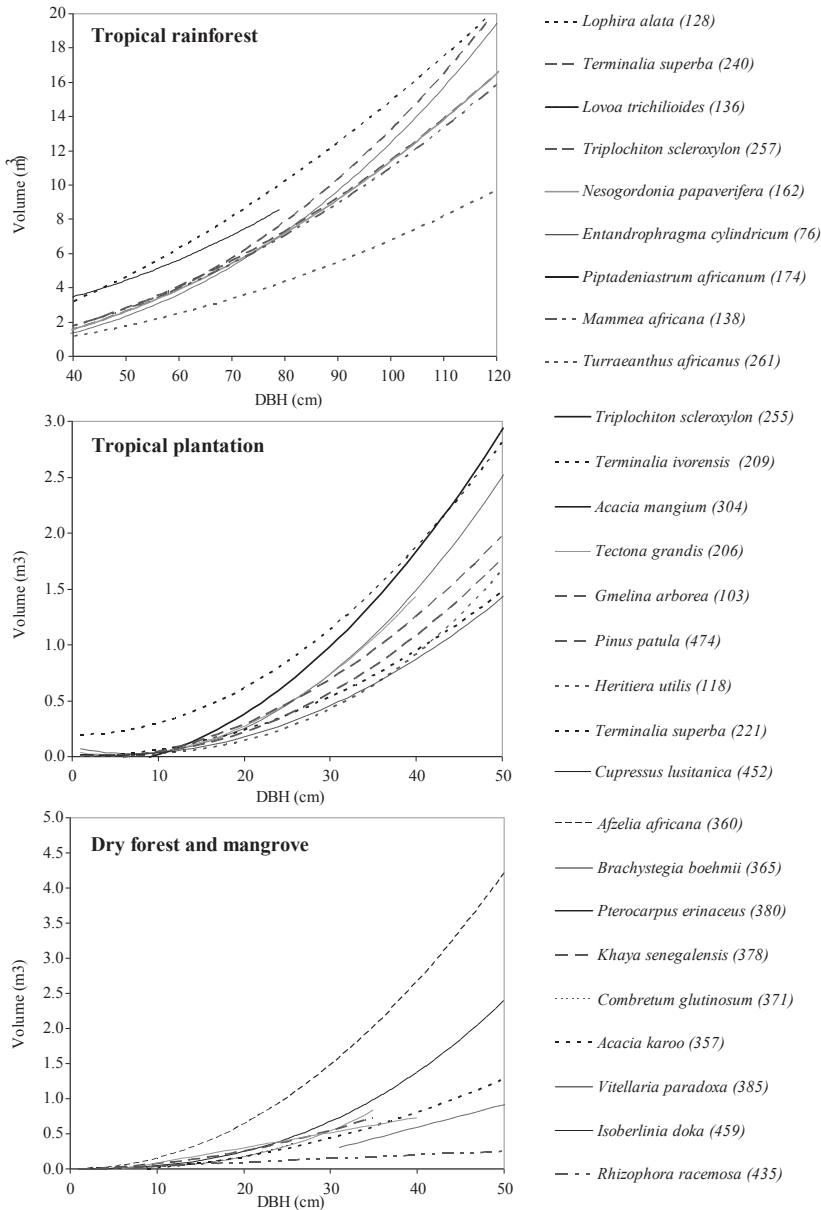 Tropical rainforest
Volume (m3)
20
18
16
14
12
10
8
6
4
2
0
40 50 60 70 80 90 100 110 120
DBH (cm)
Lophira alata (128)
Terminalia superba (240)
Lovoa trichilioides (136)
Triplochiton scleroxylon (257)
Nesogordonia papaverifera (162)
Entandrophragma cylindricum (76)
Piptadeniastrum africanum (174)
Mammea africana (138)
Turraeanthus africanus (261)
Tropical plantation
Volume (m3)
3.0
2.5
2.0
1.5
1.0
0.5
0.0
0 10 20 30 40 50
DBH (cm)
Triplochiton scleroxylon (255)
Terminalia ivorensis (209)
Acacia mangium (304)
Tectona grandis (206)
Gmelina arborea (103)
Pinus patula (474)
Heritiera utilis (118)
Terminalia superba (221)
Cupressus lusitanica (452)
Dry forest and mangrove
Volume (m3)
5.0
4.5
4.0
3.5
3.0
2.5
2.0
1.5
1.0
0.5
0.0
0 10 20 30 40 50
DBH (cm)
Afzelia africana (360)
Brachystegia boehmii (365)
Pterocarpus erinaceus (380)
Khaya senegalensis (378)
Combretum glutinosum (371)
Acacia karoo (357)
Vitellaria paradoxa (385)
Isoberlinia doka (459)
Rhizophora racemosa (435)